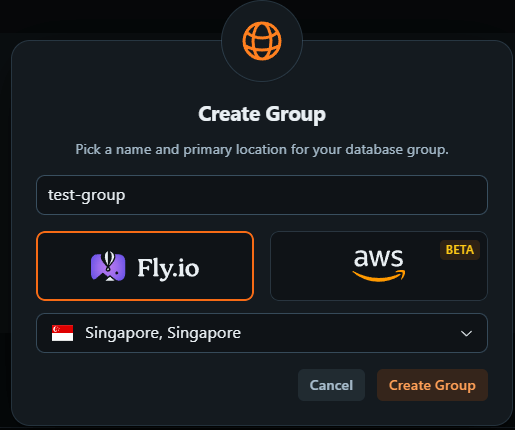 Create Group
Pick a name and primary location for your database group.
test-group
Fly.io
aws
BETA
Singapore, Singapore
Cancel
Create Group